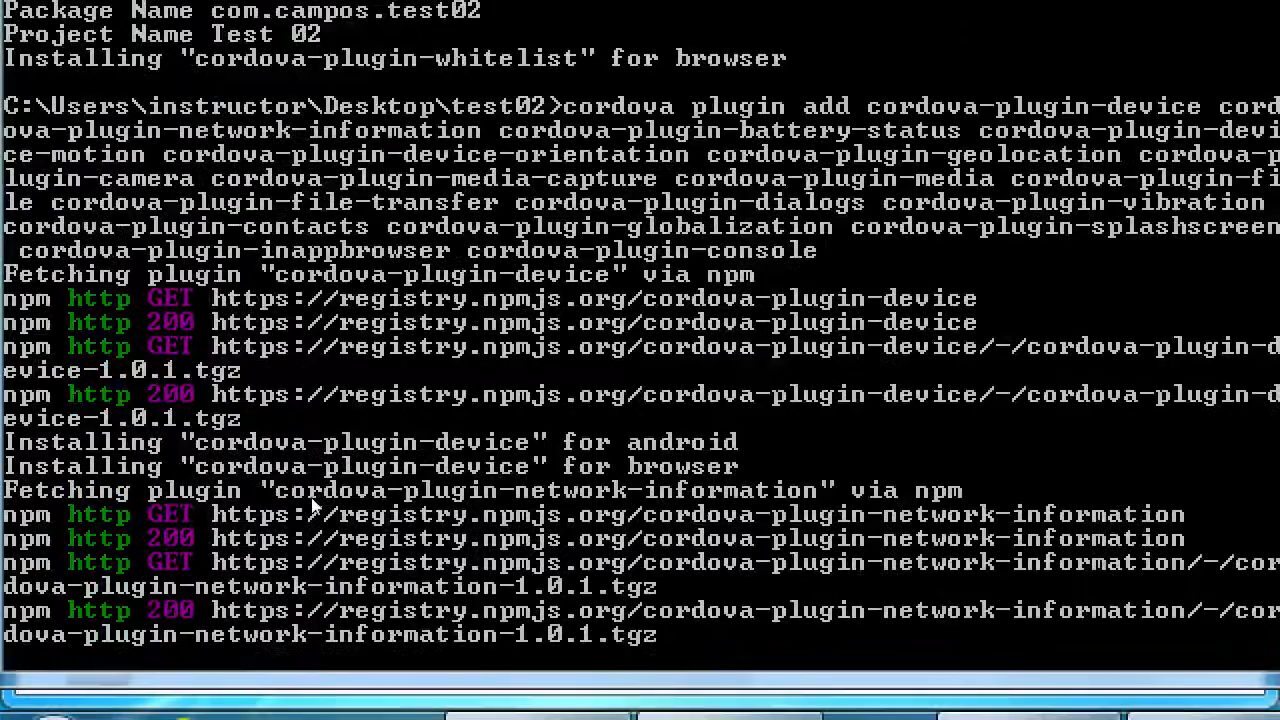 Package Name com.campos.test02
Project Name Test 02
Installing "cordova-plugin-whitelist" for browser
C:\Users\instructor\Desktop\test02>cordova plugin add cordova-plugin-device cord
ova-plugin-network-information cordova-plugin-battery-status cordova-plugin-devi
ce-motion cordova-plugin-device-orientation cordova-plugin-geolocation cordova-p
lugin-camera cordova-plugin-media-capture cordova-plugin-media cordova-plugin-fi
le cordova-plugin-file-transfer cordova-plugin-dialogs cordova-plugin-vibration
cordova-plugin-contacts cordova-plugin-globalization cordova-plugin-splashscreen
cordova-plugin-inappbrowser cordova-plugin-console
Fetching plugin "cordova-plugin-device" via npm
npm http GET https://registry.npmjs.org/cordova-plugin-device
npm http 200 https://registry.npmjs.org/cordova-plugin-device
npm http GET https://registry.npmjs.org/cordova-plugin-device/-/cordova-plugin-d
evice-1.0.1.tgz
npm http 200 https://registry.npmjs.org/cordova-plugin-device/-/cordova-plugin-d
evice-1.0.1.tgz
Installing "cordova-plugin-device" for android
Installing "cordova-plugin-device" for browser
Fetching plugin "cordova-plugin-network-information" via npm
npm http GET https://registry.npmjs.org/cordova-plugin-network-information
npm http 200 https://registry.npmjs.org/cordova-plugin-network-information
npm http GET https://registry.npmjs.org/cordova-plugin-network-information/-/cor
dova-plugin-network-information-1.0.1.tgz
npm http 200 https://registry.npmjs.org/cordova-plugin-network-information/-/cor
dova-plugin-network-information-1.0.1.tgz